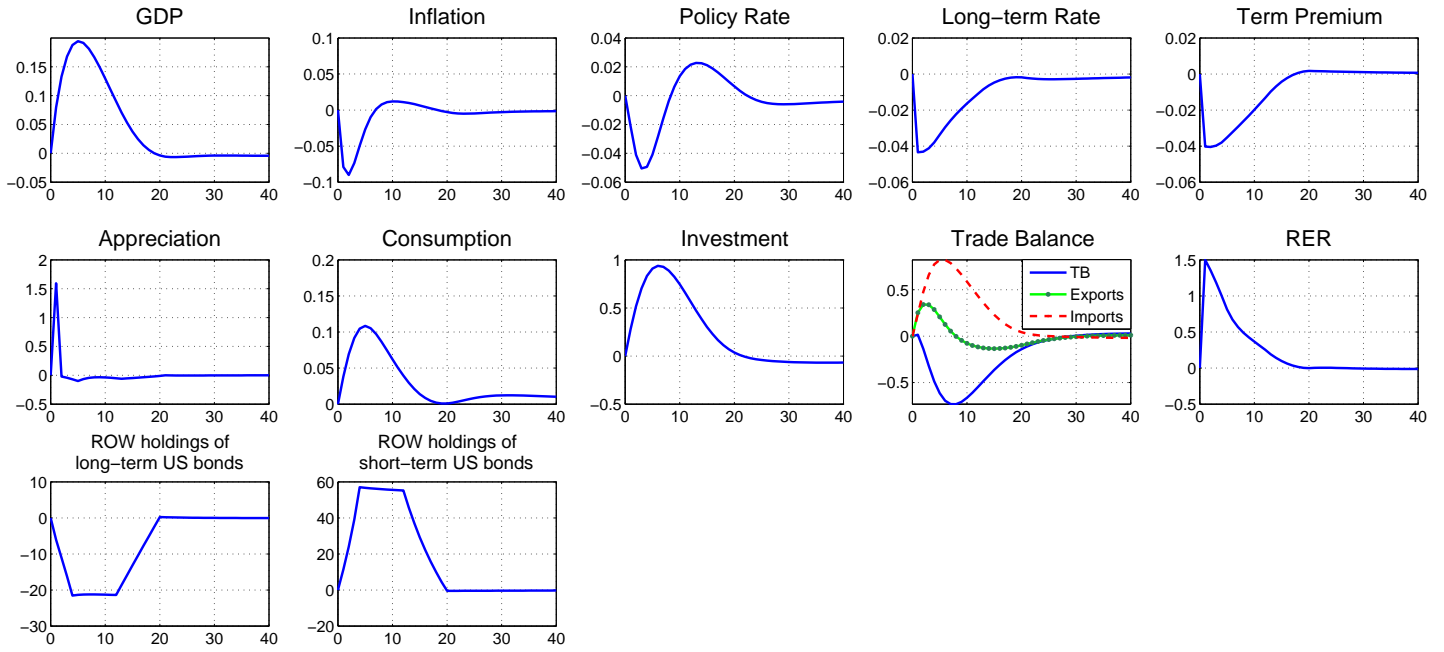 GDP
Inflation
Policy Rate
Long−term Rate
Term Premium
0.15
0.1
0.05
0
−0.05
0 10 20 30 40
0.1
0.05
0
−0.05
−0.1
0 10 20 30 40
0.04
0.02
0
−0.02
−0.04
−0.06
0 10 20 30 40
0.02
0
−0.02
−0.04
−0.06
0 10 20 30 40
0.02
0
−0.02
−0.04
−0.06
0 10 20 30 40
Appreciation
Consumption
Investment
Trade Balance
RER
2
1.5
1
0.5
0
−0.5
0 10 20 30 40
0.2
0.15
0.1
0.05
0
0 10 20 30 40
1
0.5
0
−0.5
0 10 20 30 40
0.5
0
−0.5
TB
Exports
Imports
0 10 20 30 40
1.5
1
0.5
0
−0.5
0 10 20 30 40
ROW holdings of
long−term US bonds
ROW holdings of
short−term US bonds
10
0
−10
−20
−30
0 10 20 30 40
60
40
20
0
−20
0 10 20 30 40